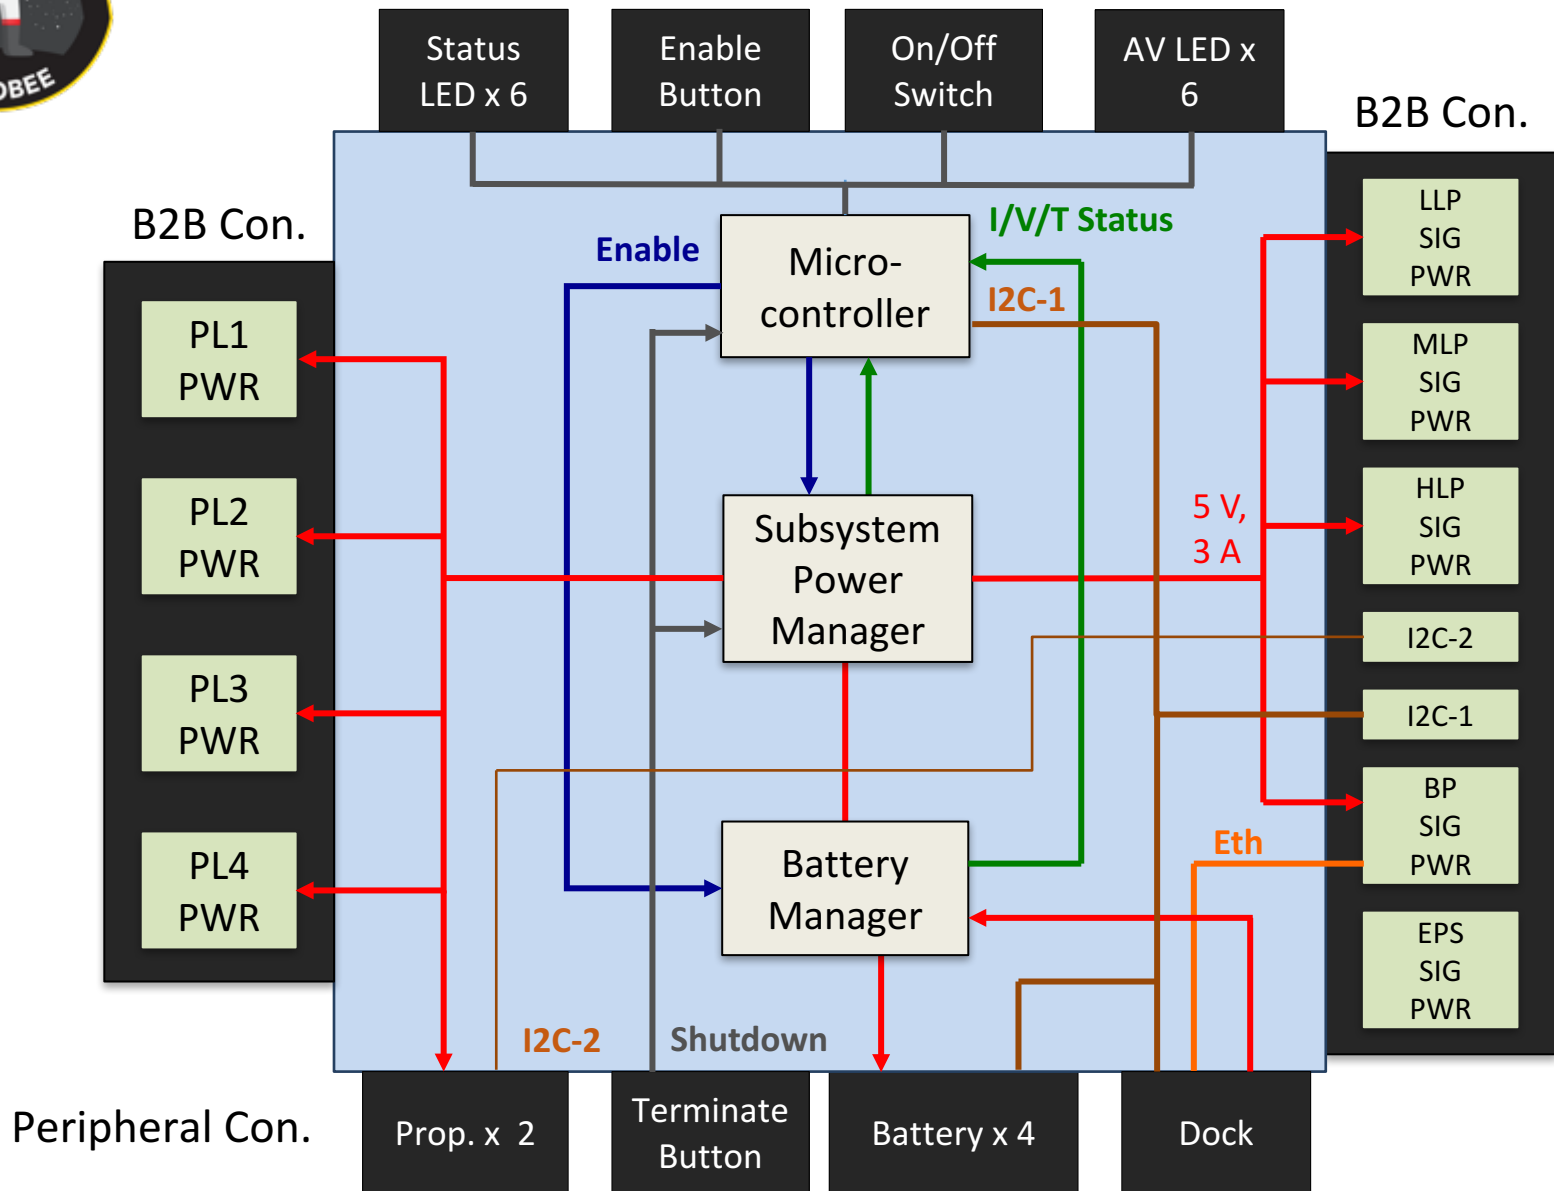 Status
LED x 6
Enable
Button
On/Off
Switch
AV LED x
6
OBEE
B2B Con.
B2B Con.
PL1
PWR
PL2
PWR
PL3
PWR
PL4
PWR
Enable
I/V/T Status
Micro-
controller
I2C-1
Subsystem
Power
Manager
5 V,
3 A
Battery
Manager
Eth
I2C-2
Shutdown
LLP
SIG
PWR
MLP
SIG
PWR
HLP
SIG
PWR
I2C-2
I2C-1
BP
SIG
PWR
EPS
SIG
PWR
Peripheral Con.
Prop. x 2
Terminate
Button
Battery x 4
Dock